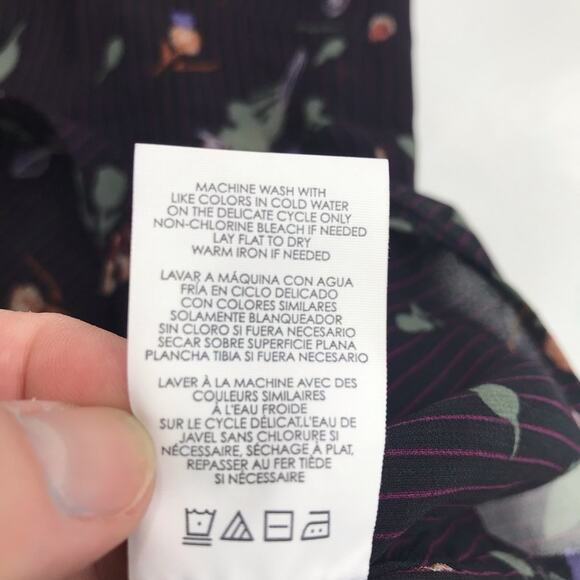 MACHINE WASH WITH
LIKE COLORS IN COLD WATER
ON THE DELICATE CYCLE ONLY
NON-CHLORINE BLEACH IF NEEDED
LAY FLAT TO DRY
WARM IRON IF NEEDED
LAVAR A MÁQUINA CON AGUA
FRÍA EN CICLO DELICADO
CON COLORES SIMILARES
SOLAMENTE BLANQUEADOR
SIN CLORO SI FUERA NECESARIO
SECAR SOBRE SUPERFICIE PLANA
PLANCHA TIBIA SI FUERA NECESARIO
LAVER À LA MACHINE AVEC DES
COULEURS SIMILAIRES
À L'EAU FROIDE
SUR LE CYCLE DÉLICAT,L'EAU DE
JAVEL SANS CHLORURE SI
NÉCESSAIRE, SÉCHAGE À PLAT,
REPASSER AU FER TIÈDE
SI NÉCESSAIRE